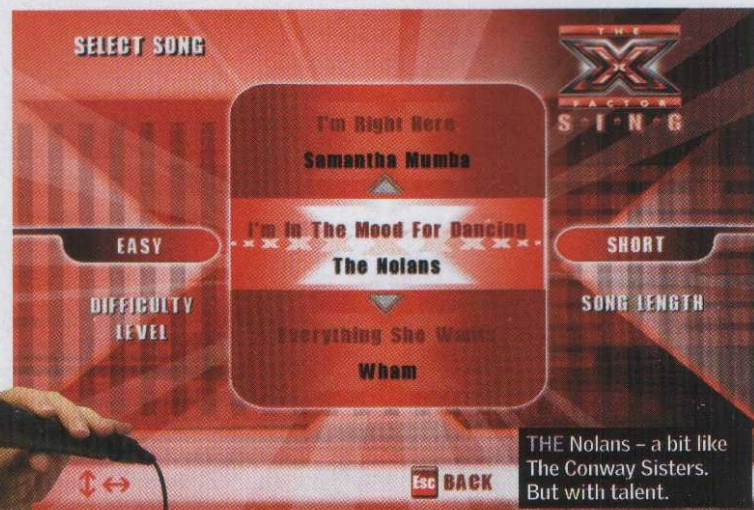 SELECT SONG
THE
X
FACTOR
S·I·N·G
I'm Right Here
Samantha Mumba
I'm In The Mood For Dancing
The Nolans
Everything She Wants
Wham
EASY
DIFFICULTY
LEVEL
SHORT
SONG LENGTH
Esc BACK
THE Nolans – a bit like
The Conway Sisters.
But with talent.